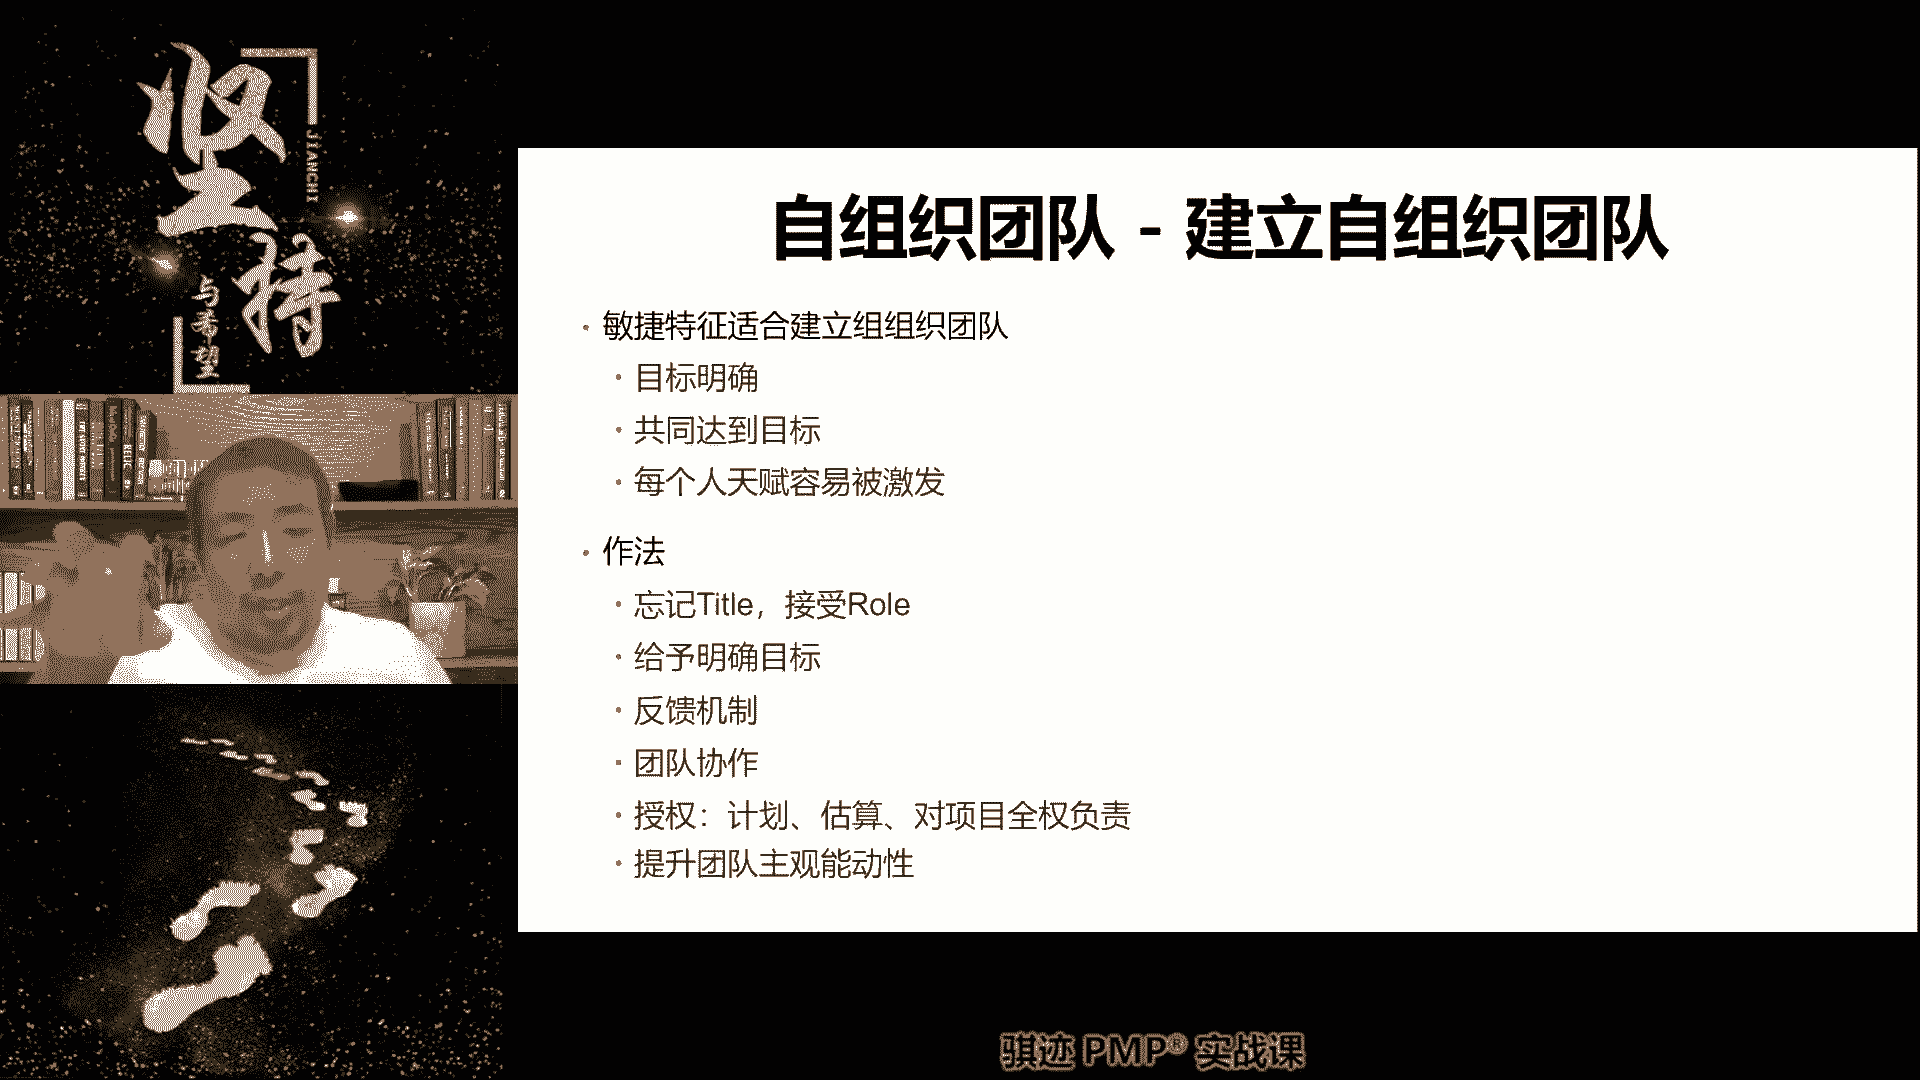 坚持
JIANCHI
与希望
自组织团队 - 建立自组织团队
· 敏捷特征适合建立组组织团队
· 目标明确
· 共同达到目标
· 每个人天赋容易被激发
· 作法
· 忘记Title，接受Role
· 给予明确目标
· 反馈机制
· 团队协作
· 授权：计划、估算、对项目全权负责
· 提升团队主观能动性
骐迹 PMP® 实战课